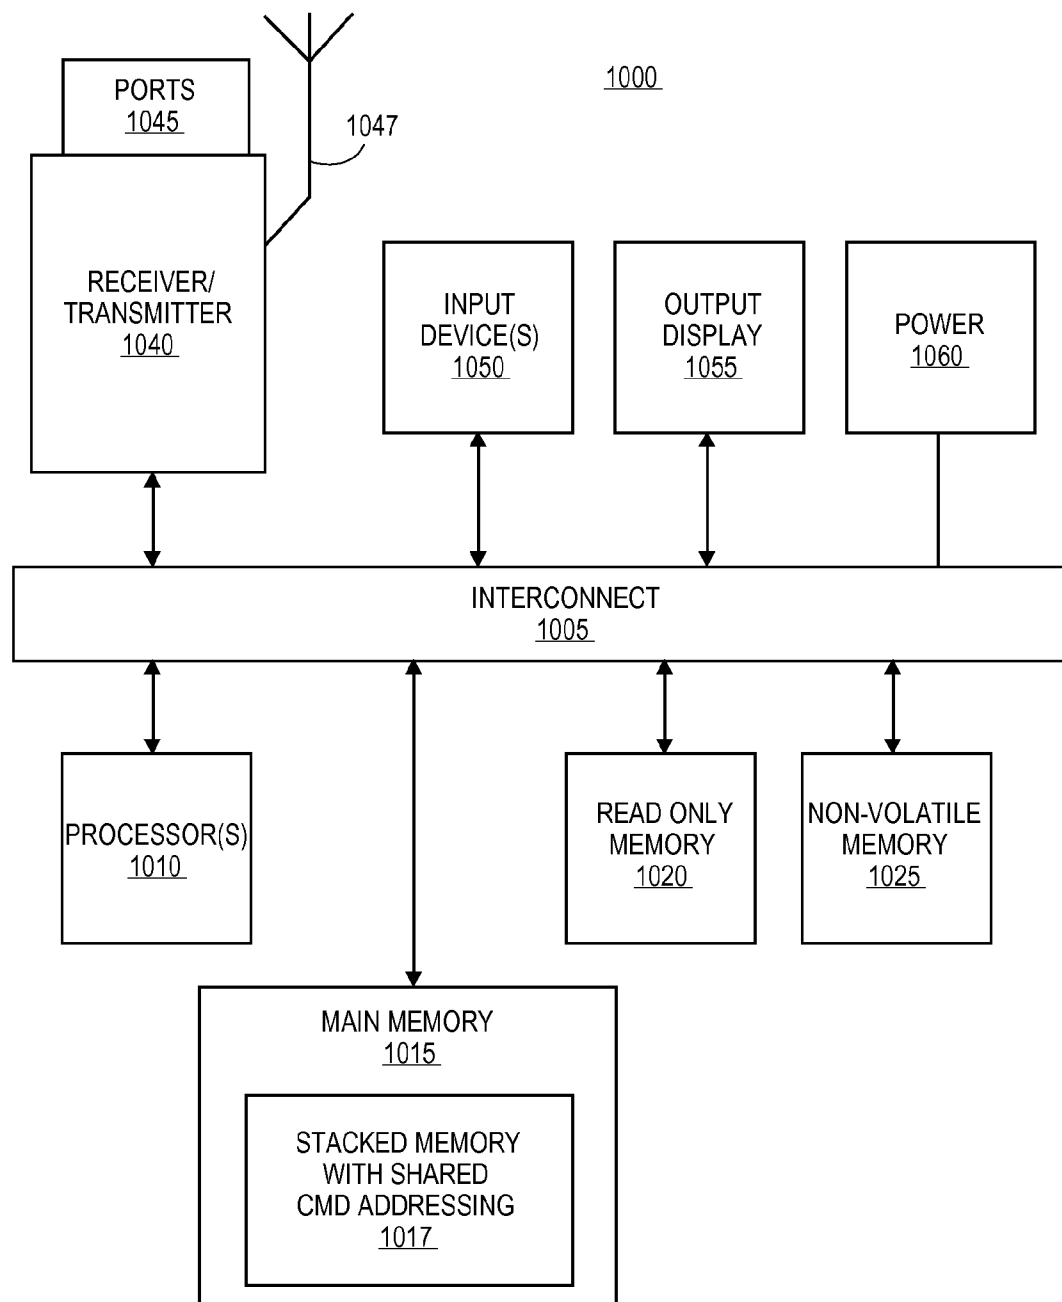 1000
PORTS
1045
1047
RECEIVER/
TRANSMITTER
1040
INPUT
DEVICE(S)
1050
OUTPUT
DISPLAY
1055
POWER
1060
INTERCONNECT
1005
PROCESSOR(S)
1010
READ ONLY
MEMORY
1020
NON-VOLATILE
MEMORY
1025
MAIN MEMORY
1015
STACKED MEMORY
WITH SHARED
CMD ADDRESSING
1017